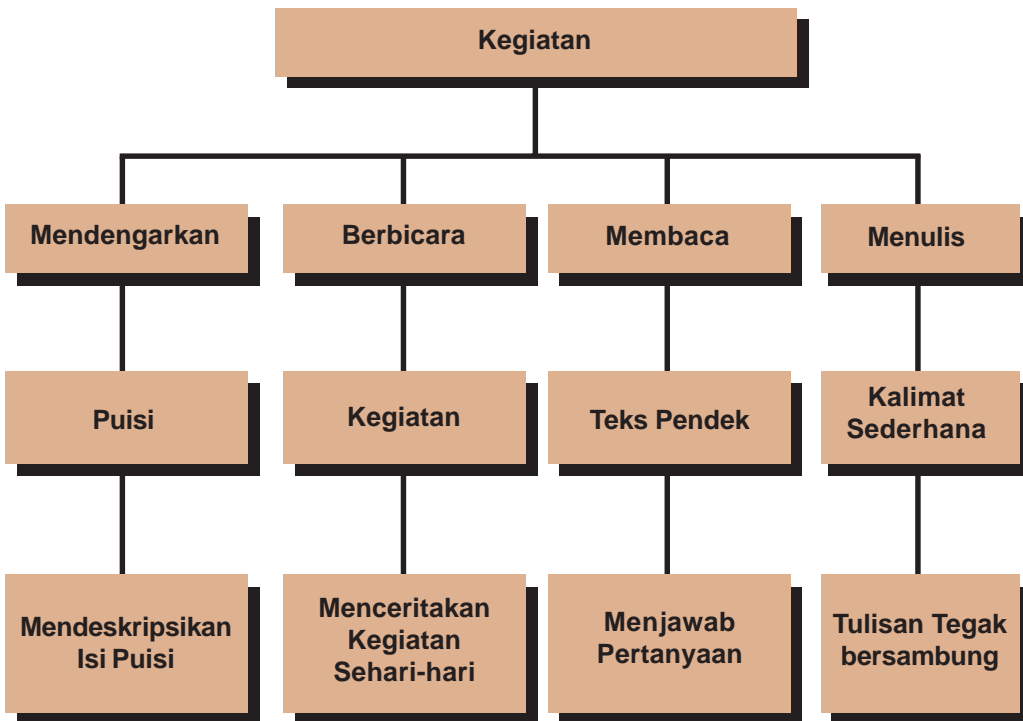 Kegiatan
Mendengarkan
Berbicara
Membaca
Menulis
Puisi
Kegiatan
Teks Pendek
Kalimat
Sederhana
Mendeskripsikan
Isi Puisi
Menceritakan
Kegiatan
Sehari-hari
Menjawab
Pertanyaan
Tulisan Tegak
bersambung